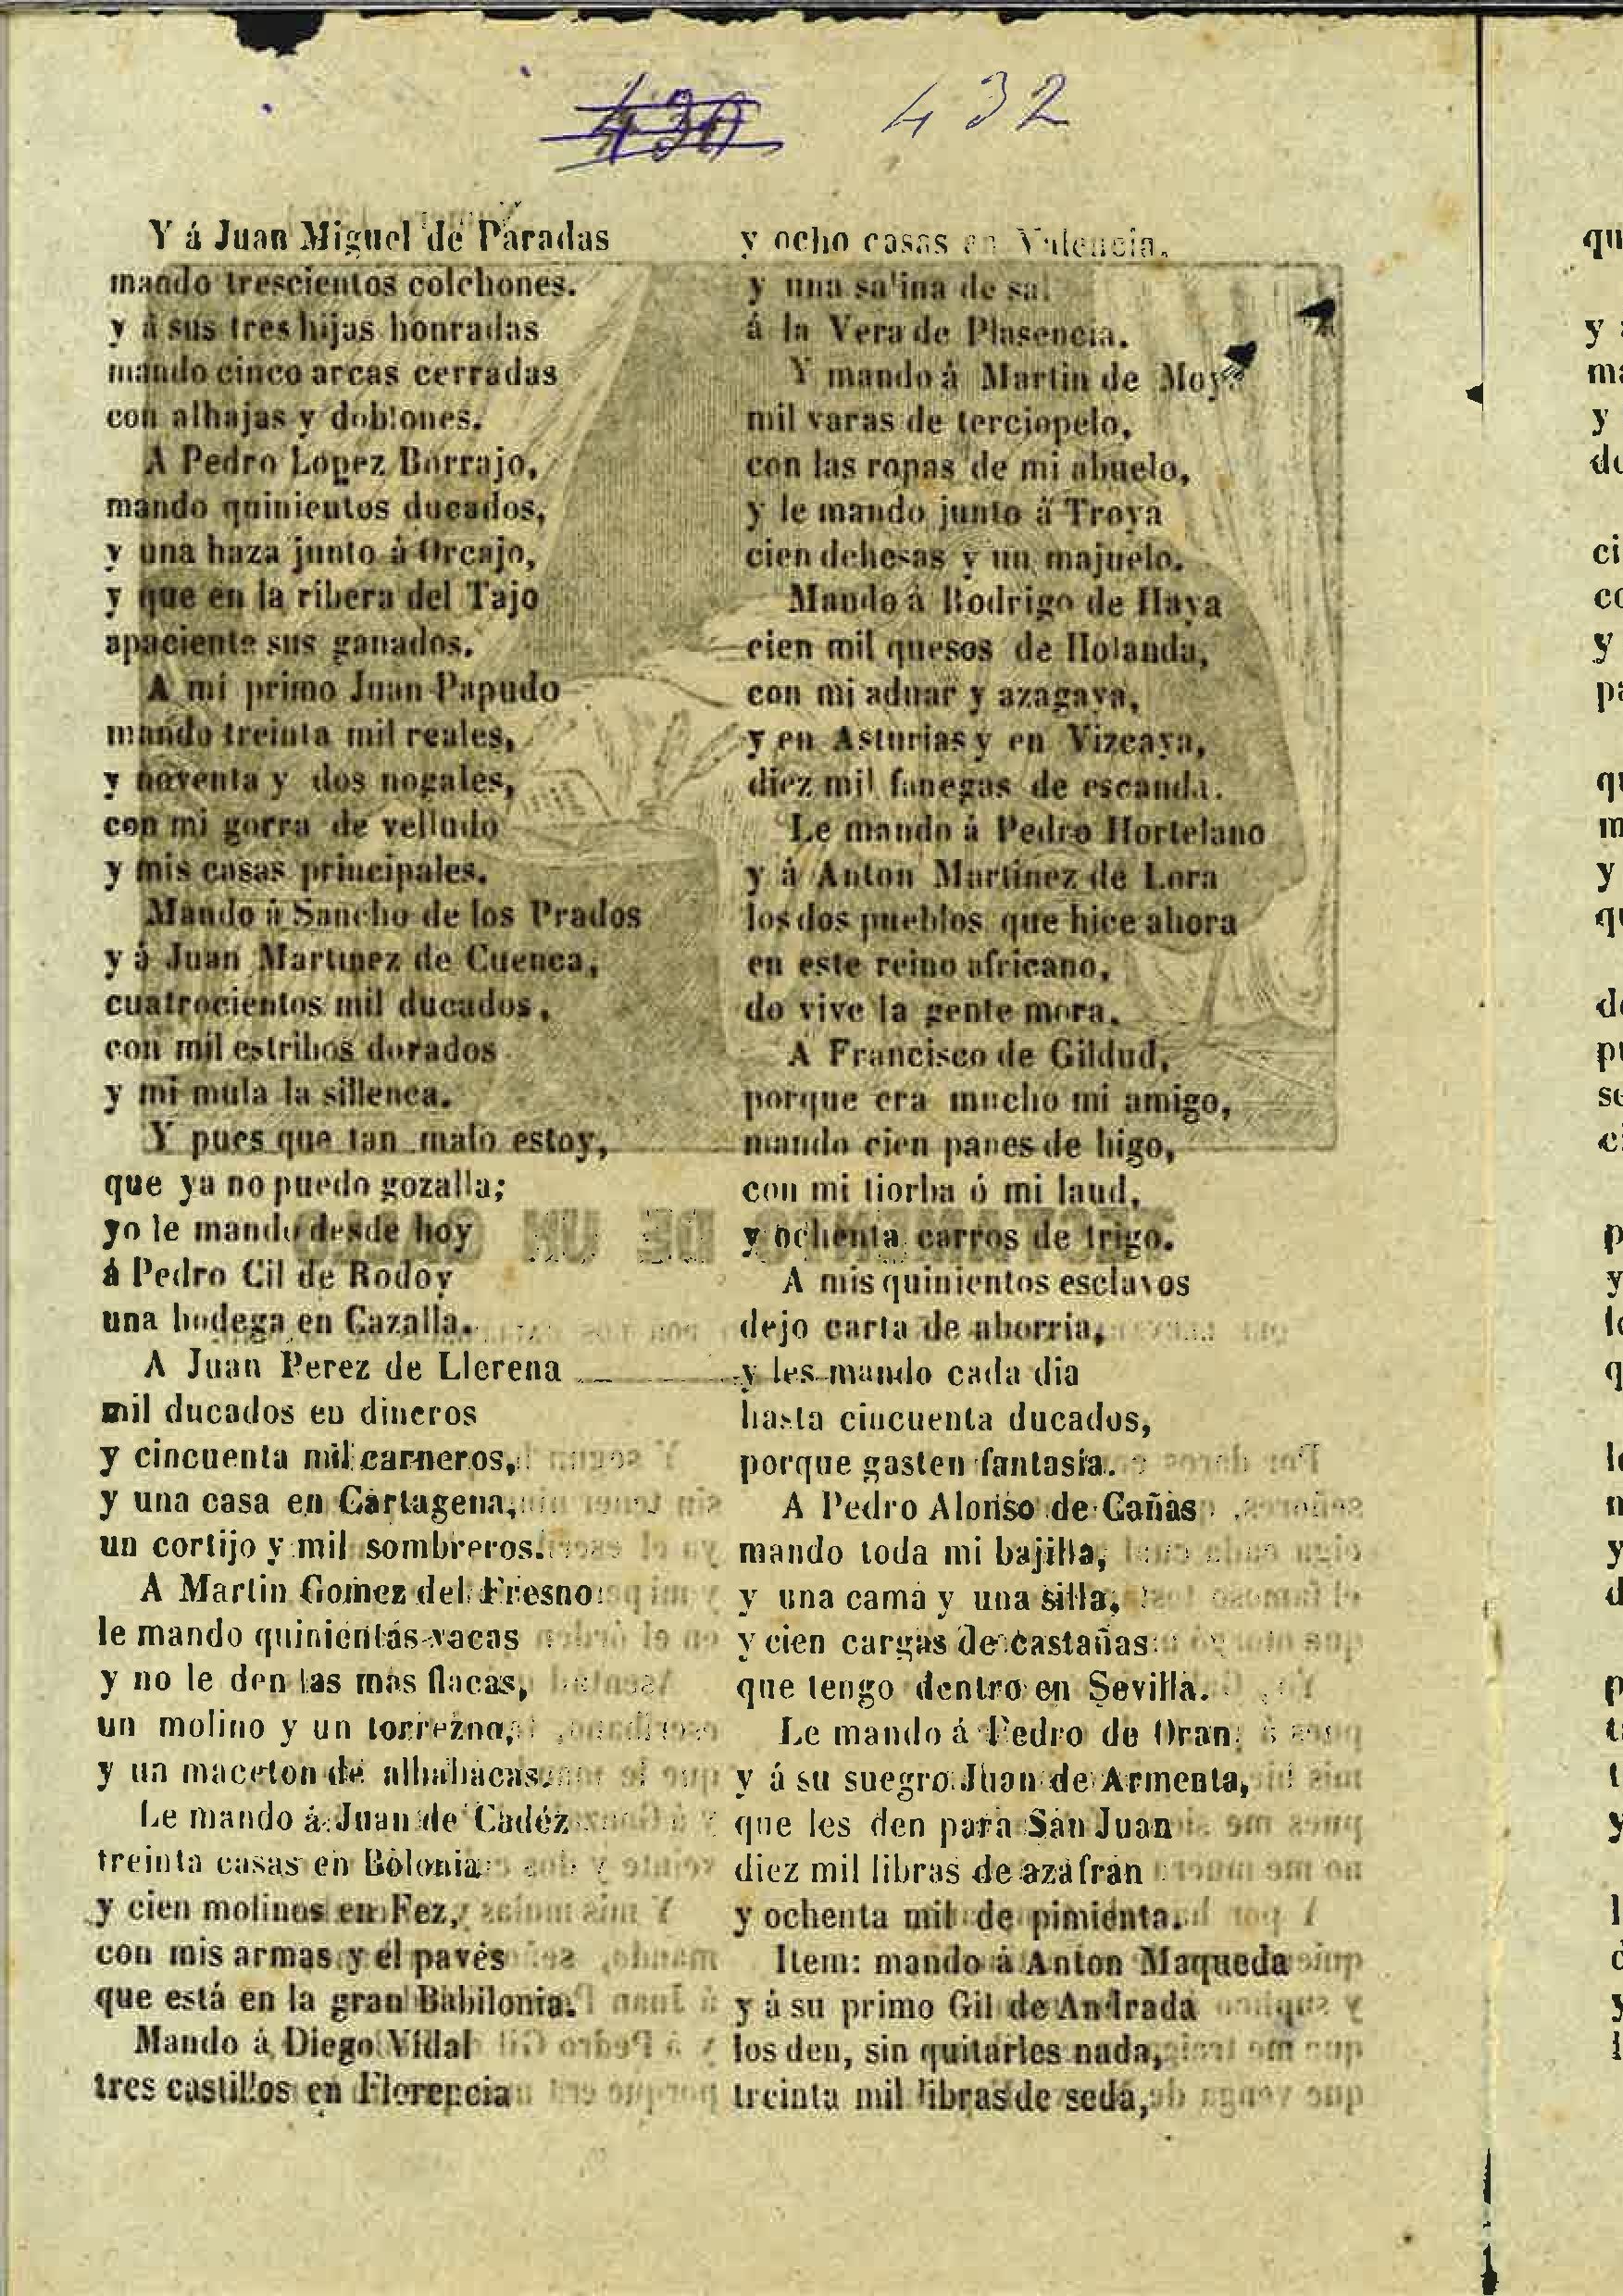 430 432
Y á Juan Miguel de Paradas
mando trescientos colchones.
y á sus tres hijas honradas
mando cinco arcas cerradas
con alhajas y doblones.
A Pedro Lopez Borrajo,
mando quinientos ducados,
y una haza junto á Orcajo,
y que en la ribera del Tajo
apaciente sus ganados.
A mi primo Juan Papudo
mando treinta mil reales,
y noventa y dos nogales,
con mi gorra de velludo
y mis casas principales.
Mando á Sancho de los Prados
y á Juan Martinez de Cuenca,
cuatrocientos mil ducados,
con mil estribos dorados
y mi mula la sillenca.
Y pues que tan malo estoy,
que ya no puedo gozalla;
yo le mando desde hoy
á Pedro Gil de Rodoy
una bodega en Cazalla.
A Juan Perez de Llerena
mil ducados en dineros
y cincuenta mil carneros,
y una casa en Cartagena,
un cortijo y mil sombreros.
A Martin Gomez del Fresno
le mando quinientás vacas
y no le den las mas flacas,
un molino y un torrezno,
y un maceton de albahacas.
Le mando á Juan de Cadéz
treinta casas en Bolonia
y cien molinos en Fez,
con mis armas y el pavés
que está en la gran Babilonia.
Mando á Diego Vidal
tres castillos en Florencia
y ocho casas en Valencia,
y una salina de sal
á la Vera de Plasencia.
Y mando á Martin de Moya
mil varas de terciopelo,
con las ropas de mi abuelo,
y le mando junto á Troya
cien dehesas y un majuelo.
Mando á Rodrigo de Haya
cien mil quesos de Holanda,
con mi aduar y azagaya,
y en Asturias y en Vizcaya,
diez mil fanegas de escanda.
Le mando á Pedro Hortelano
y á Anton Martinez de Lora
los dos pueblos que hice ahora
en este reino africano,
do vive la gente mora.
A Francisco de Gildud,
porque era mucho mi amigo,
mando cien panes de higo,
con mi tiorba ó mi laud,
y ochenta carros de trigo.
A mis quinientos esclavos
dejo carta de ahorria,
y les mando cada dia
hasta cincuenta ducados,
porque gasten fantasía.
A Pedro Alonso de Cañas
mando toda mi bajilla,
y una cama y una silla,
y cien cargas de castañas
que tengo dentro en Sevilla.
Le mando á Pedro de Oran
y á su suegro Juan de Armenta,
que les den para San Juan
diez mil libras de azafrán
y ochenta mil de pimienta.
Item: mando á Anton Maqueda
y á su primo Gil de Andrada
los den, sin quitarles nada,
treinta mil libras de seda,